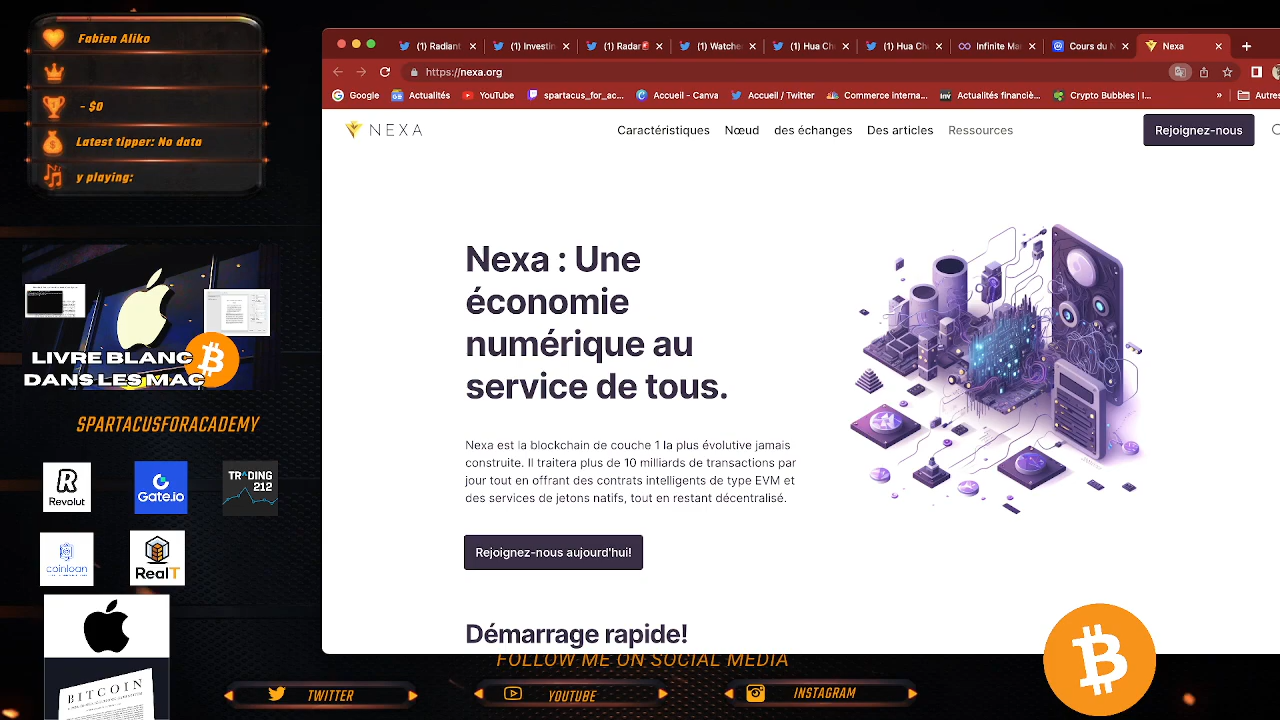 Fabien Aliko
- $0
Latest tipper: No data
y playing:
LIVRE BLANC
DANS LES MAC
SPARTACUSFORACADEMY
Revolut
Gate.io
TRADING
212
coinloan
RealT
BITCOIN
(1) Radiant
(1) Investin
(1) Radar
(1) Watche
(1) Hua Ch
(1) Hua Ch
Infinite Ma
Cours du N
Nexa
https://nexa.org
Google
Actualités
YouTube
spartacus_for_ac...
Accueil - Canva
Accueil / Twitter
Commerce interna...
Actualités financiè...
Crypto Bubbles | I...
»
Autres
NEXA
Caractéristiques
Nœud
des échanges
Des articles
Ressources
Rejoignez-nous
Nexa : Une
économie
numérique au
service de tous.
Nexa est la blockchain de couche 1 la plus évolutive jamais
construite. Il traitera plus de 10 milliards de transactions par
jour tout en offrant des contrats intelligents de type EVM et
des services de jetons natifs, tout en restant décentralisé.
Rejoignez-nous aujourd'hui!
Démarrage rapide!
FOLLOW ME ON SOCIAL MEDIA
TWITTER
YOUTUBE
INSTAGRAM